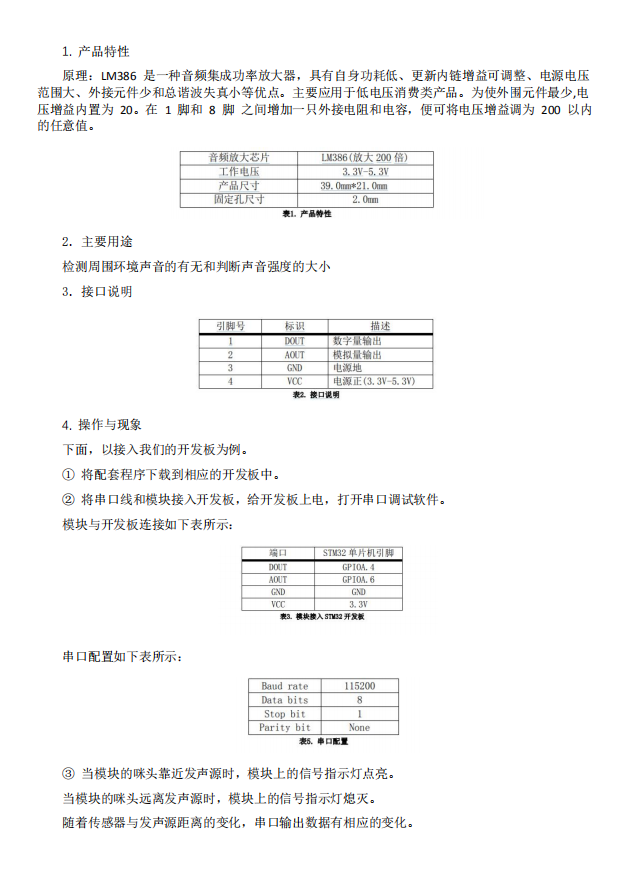 1. 产品特性
原理：LM386 是一种音频集成功率放大器，具有自身功耗低、更新内链增益可调整、电源电压
范围大、外接元件少和总谐波失真小等优点。主要应用于低电压消费类产品。为使外围元件最少,电
压增益内置为 20。在 1 脚和 8 脚 之间增加一只外接电阻和电容，便可将电压增益调为 200 以内
的任意值。
音频放大芯片 LM386(放大200倍)
工作电压 3.3V-5.3V
产品尺寸 39.0mm*21.0mm
固定孔尺寸 2.0mm
表1. 产品特性
2. 主要用途
检测周围环境声音的有无和判断声音强度的大小
3. 接口说明
引脚号 标识 描述
1 DOUT 数字量输出
2 AOUT 模拟量输出
3 GND 电源地
4 VCC 电源正(3.3V-5.3V)
表2. 接口说明
4. 操作与现象
下面，以接入我们的开发板为例。
① 将配套程序下载到相应的开发板中。
② 将串口线和模块接入开发板，给开发板上电，打开串口调试软件。
模块与开发板连接如下表所示：
端口 STM32单片机引脚
DOUT GPIOA.4
AOUT GPIOA.6
GND GND
VCC 3.3V
表3. 模块接入STM32开发板
串口配置如下表所示：
Baud rate 115200
Data bits 8
Stop bit 1
Parity bit None
表5. 串口配置
③ 当模块的咪头靠近发声源时，模块上的信号指示灯点亮。
当模块的咪头远离发声源时，模块上的信号指示灯熄灭。
随着传感器与发声源距离的变化，串口输出数据有相应的变化。